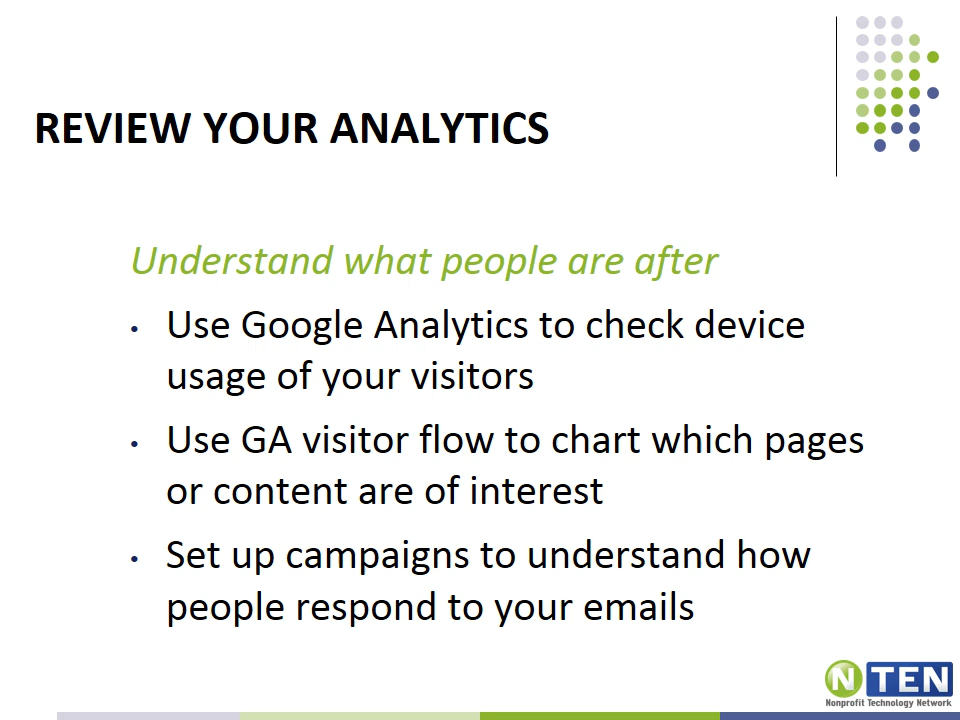 REVIEW YOUR ANALYTICS
Understand what people are after
• Use Google Analytics to check device
usage of your visitors
• Use GA visitor flow to chart which pages
or content are of interest
• Set up campaigns to understand how
people respond to your emails
N TEN
Nonprofit Technology Network